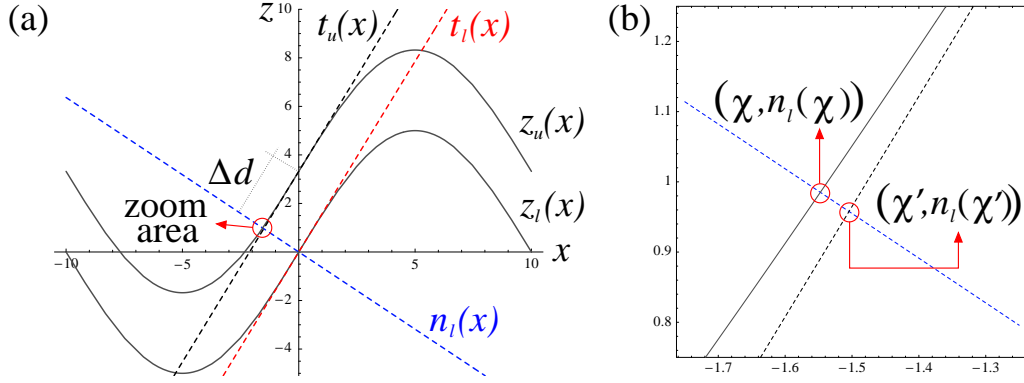 (a)
z
10
t_u(x)
t_l(x)
8
6
4
2
z_u(x)
z_l(x)
Δd
zoom
area
-10
-5
5
10
x
-2
-4
n_l(x)
(b)
1.2
1.1
1
0.9
0.8
(χ,n_l(χ))
(χ′,n_l(χ′))
-1.7
-1.6
-1.5
-1.4
-1.3